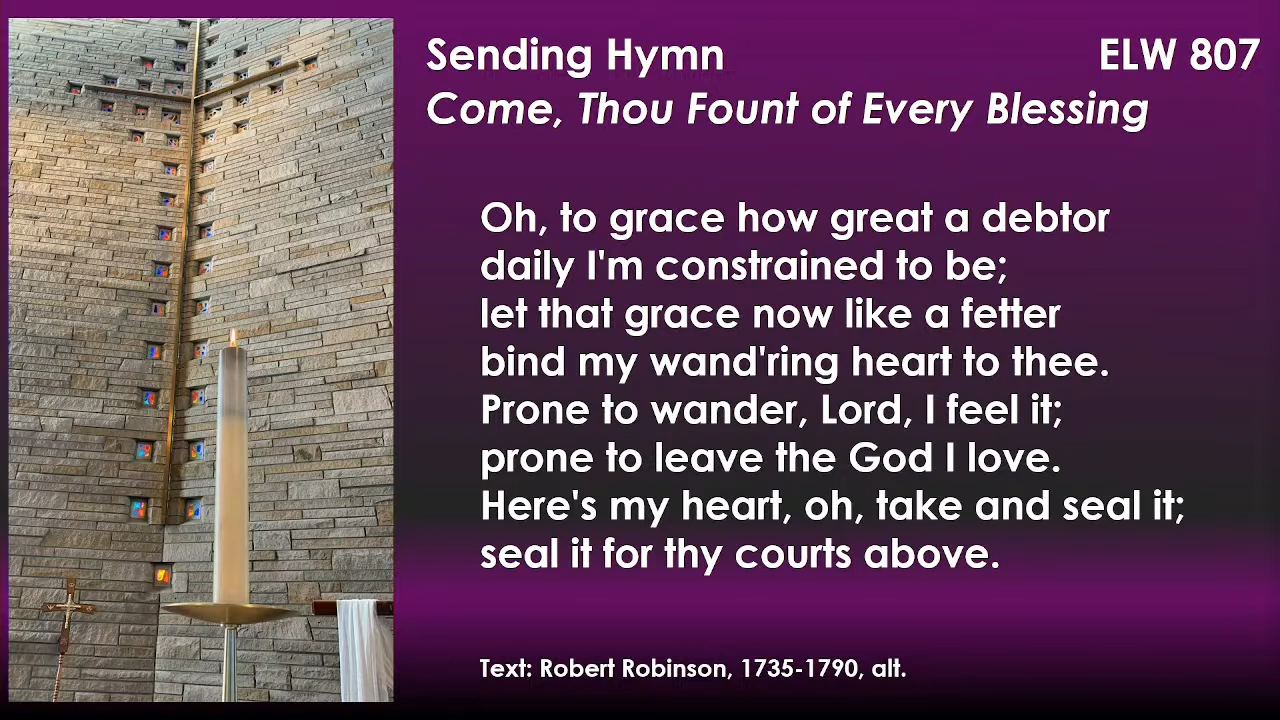 Sending Hymn ELW 807
Come, Thou Fount of Every Blessing
Oh, to grace how great a debtor
daily I'm constrained to be;
let that grace now like a fetter
bind my wand'ring heart to thee.
Prone to wander, Lord, I feel it;
prone to leave the God I love.
Here's my heart, oh, take and seal it;
seal it for thy courts above.
Text: Robert Robinson, 1735-1790, alt.